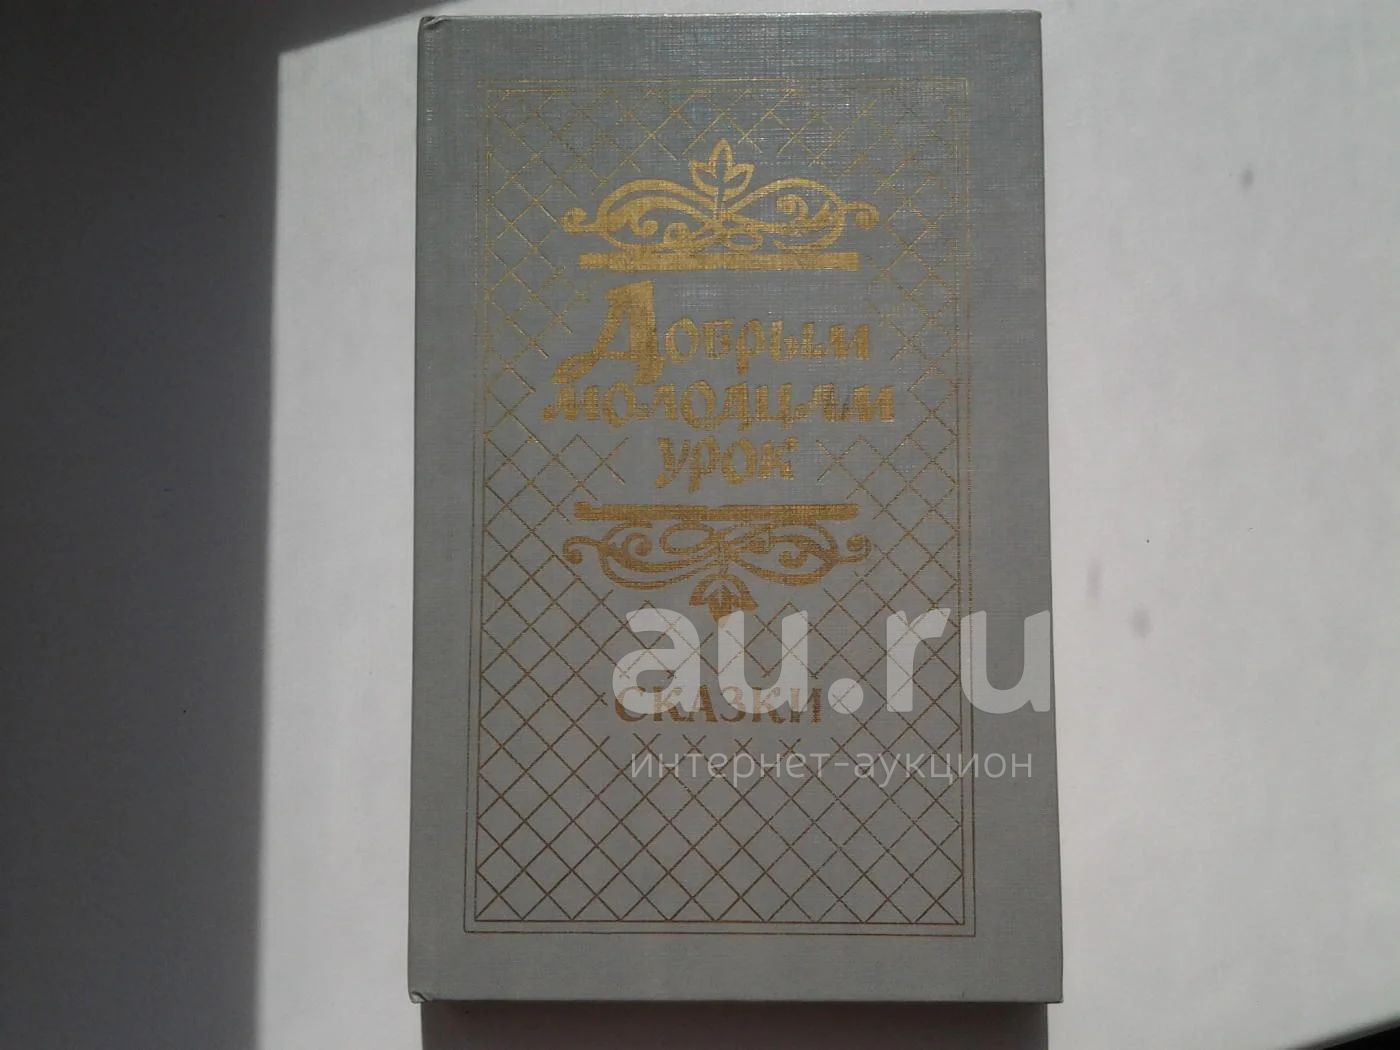 Добрым
молодцам
урок
СКАЗКИ
au.ru
интернет-аукцион